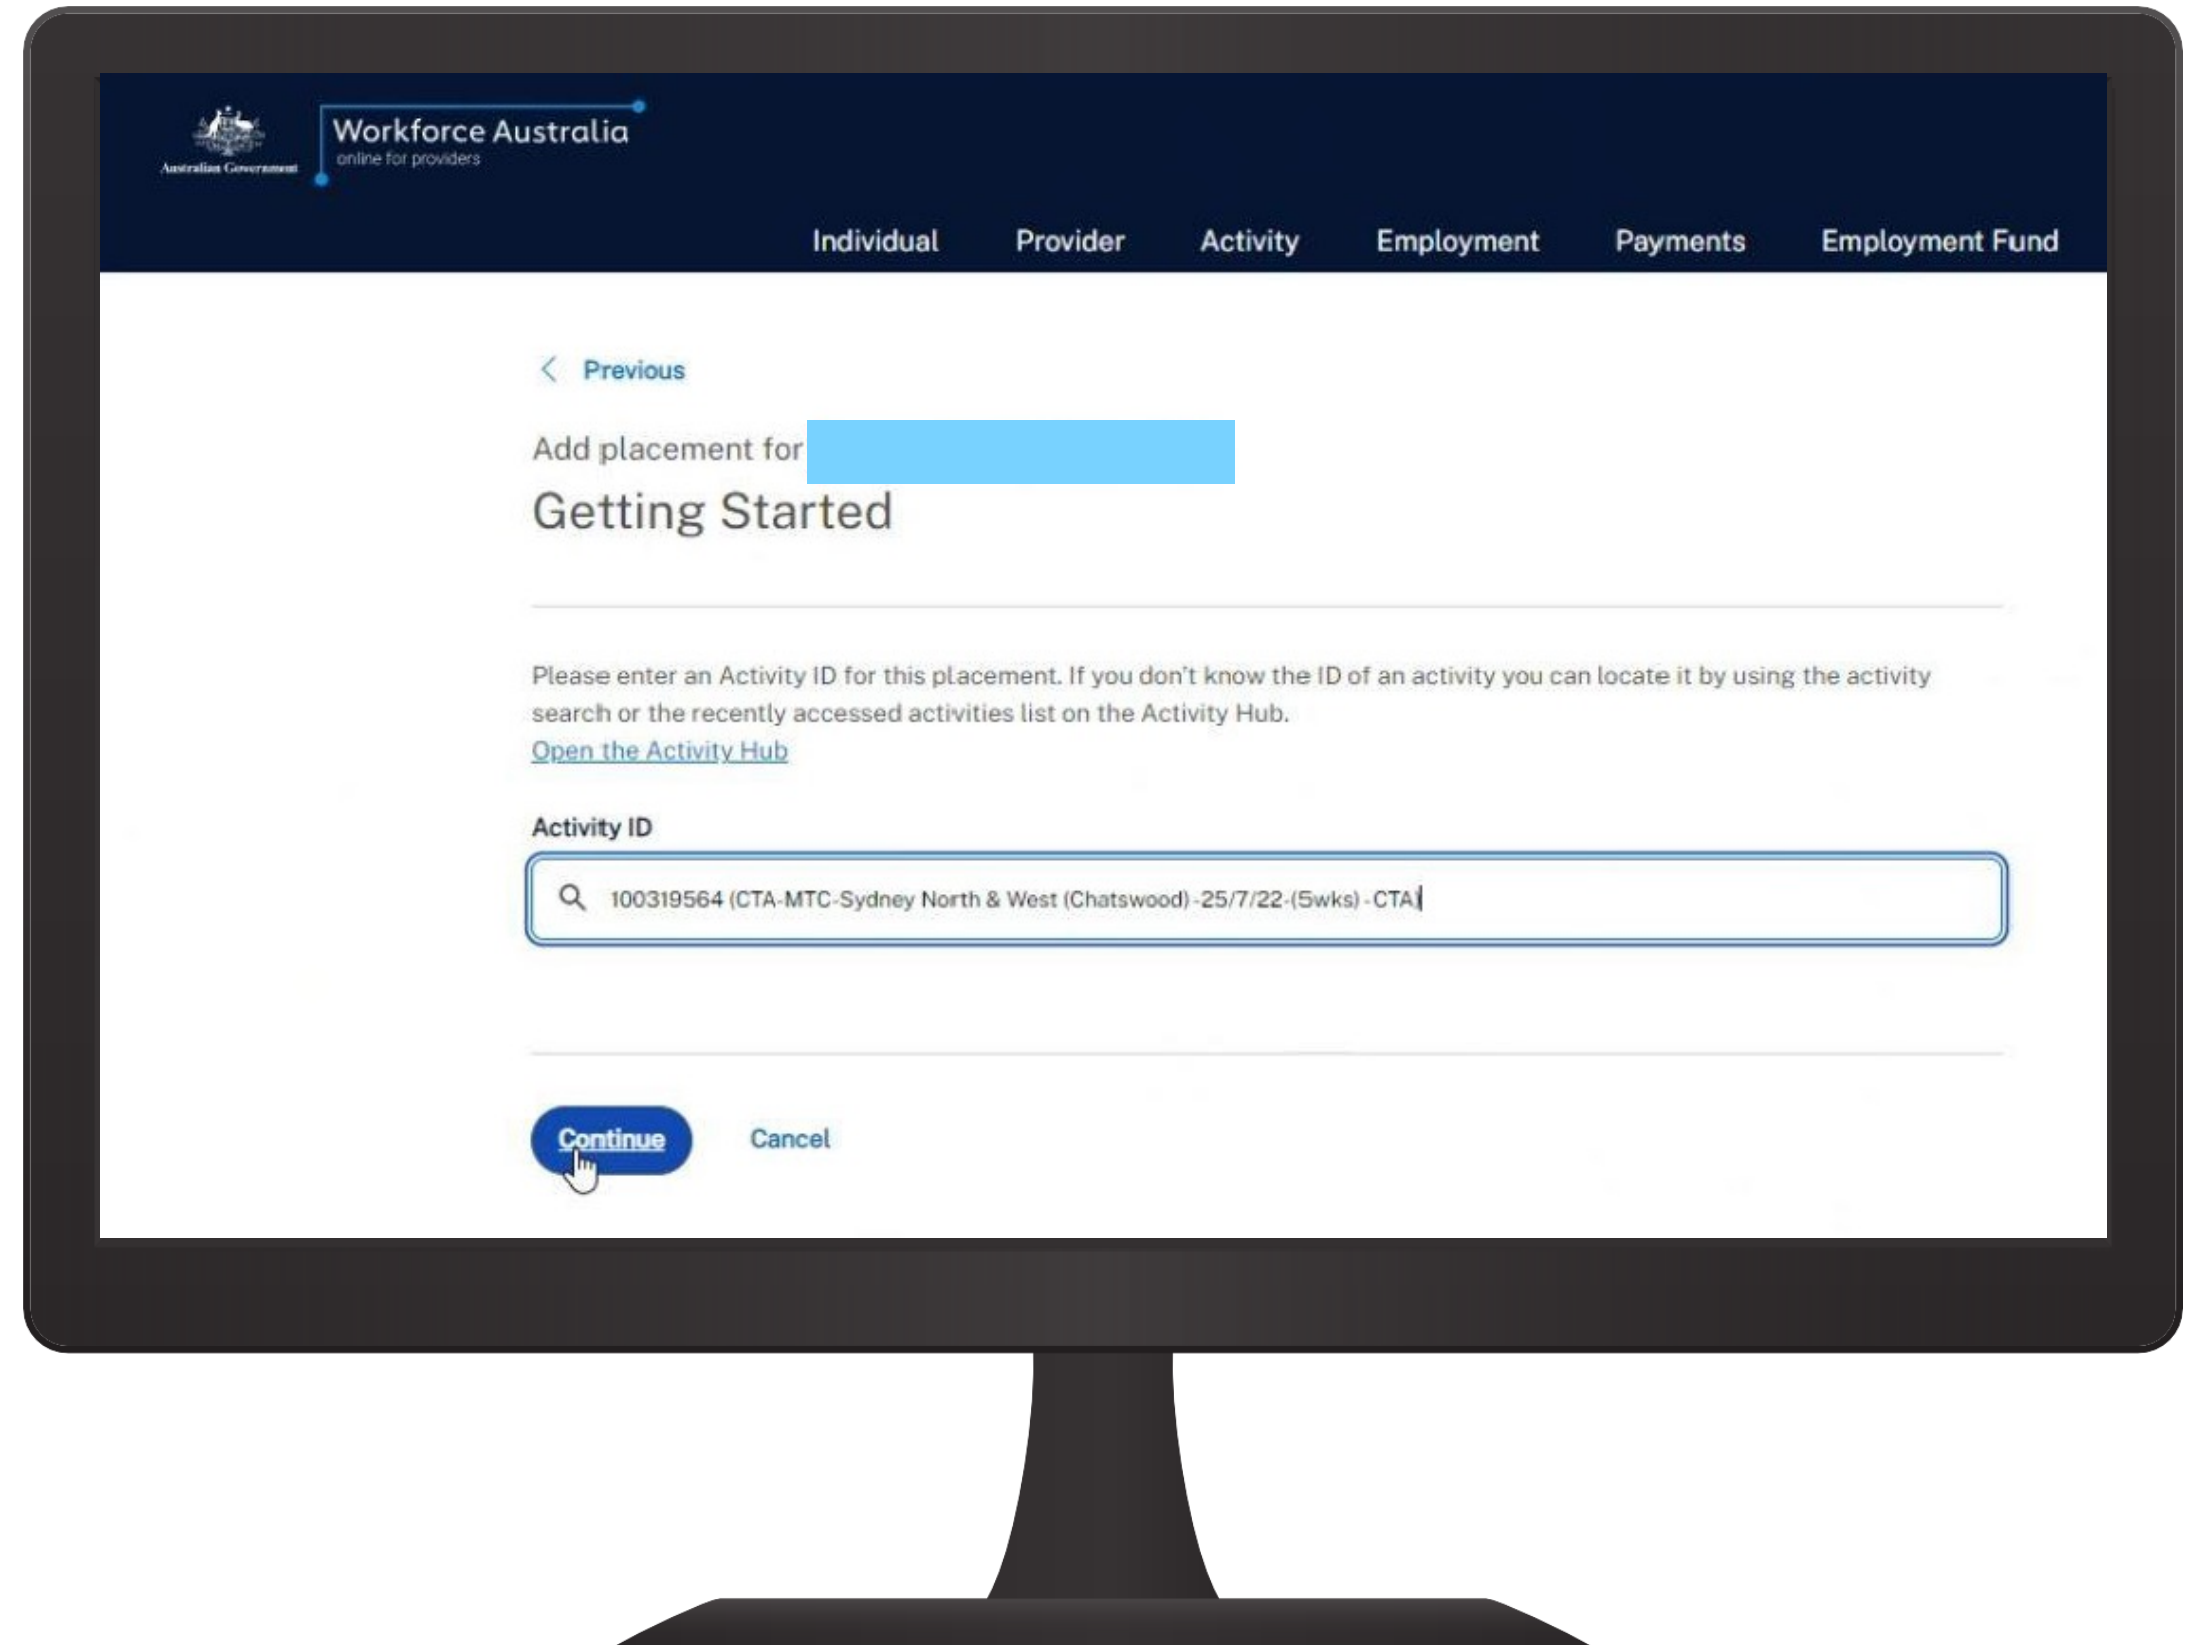 Australian Government
Workforce Australia
online for providers
Individual Provider Activity Employment Payments Employment Fund
Previous
Add placement for
Getting Started
Please enter an Activity ID for this placement. If you don't know the ID of an activity you can locate it by using the activity
search or the recently accessed activities list on the Activity Hub.
Open the Activity Hub
Activity ID
100319564 (CTA-MTC-Sydney North & West (Chatswood) -25/7/22-(5wks) - CTA)
Continue Cancel